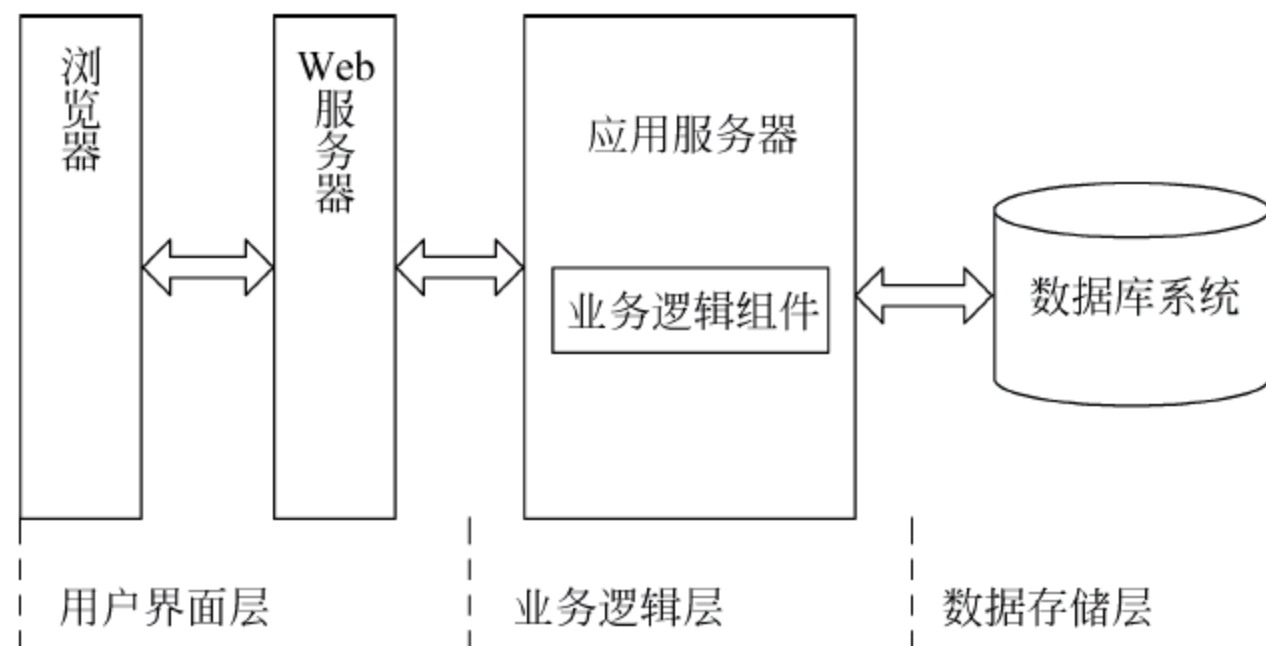 浏览器
Web
服务器
应用服务器
业务逻辑组件
数据库系统
用户界面层
业务逻辑层
数据存储层